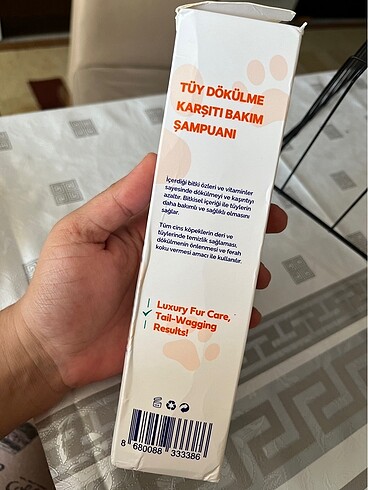 TÜY DÖKÜLME
KARŞITI BAKIM
ŞAMPUANI
İçerdiği bitki özleri ve vitaminler
sayesinde dökülmeyi ve kaşıntıyı
azaltır. Bitkisel içeriği ile tüylerin
daha bakımlı ve sağlıklı olmasını
sağlar.
Tüm cins köpeklerin deri ve
tüylerinde temizlik sağlaması,
dökülmenin önlenmesi ve ferah
koku vermesi amacı ile kullanılır.
Luxury Fur Care,
Tail-Wagging
Results!
8 680088 333386